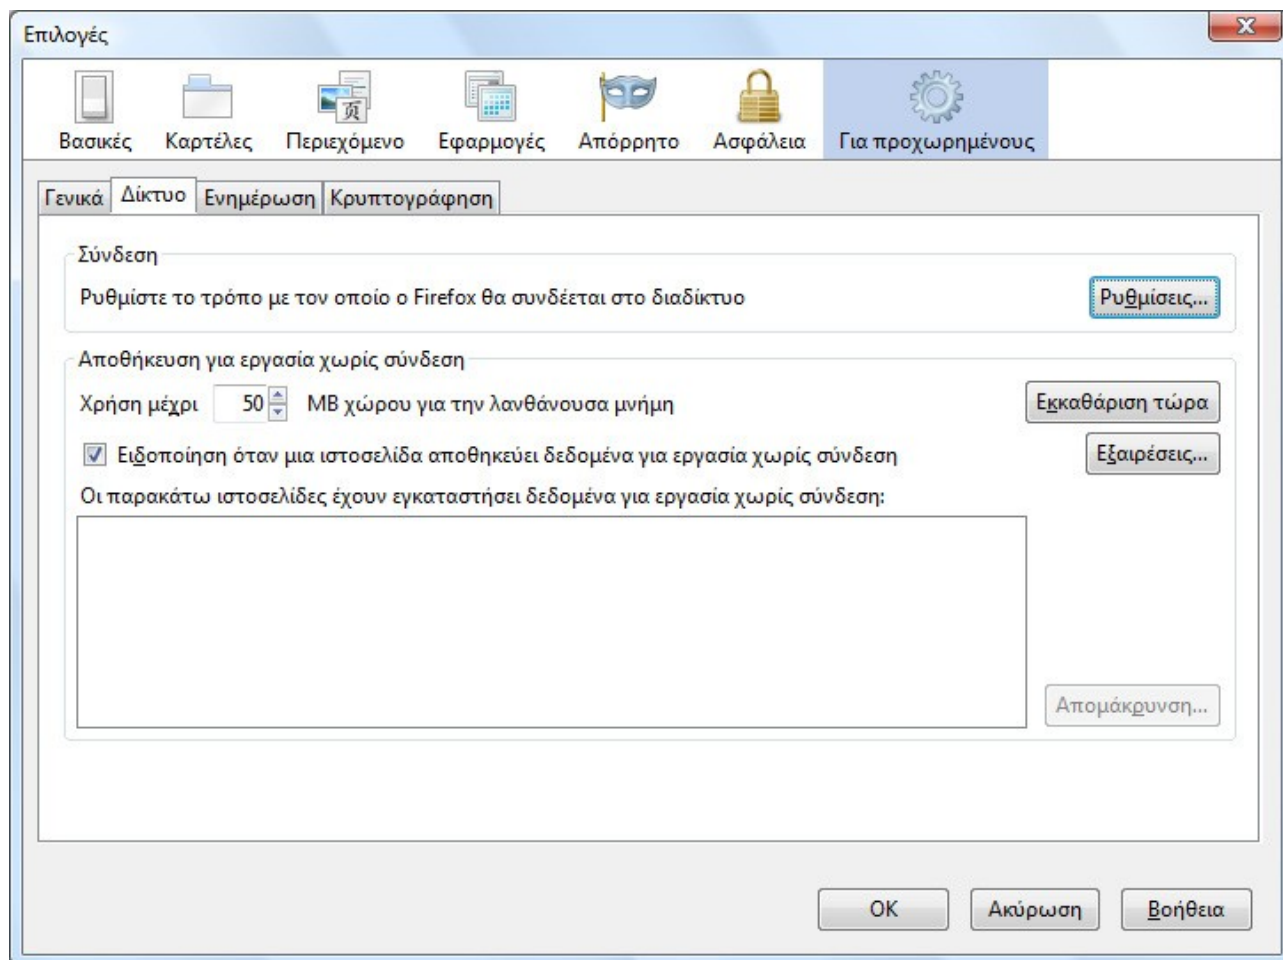 Επιλογές
Βασικές Καρτέλες Περιεχόμενο Εφαρμογές Απόρρητο Ασφάλεια Για προχωρημένους
Γενικά Δίκτυο Ενημέρωση Κρυπτογράφηση
Σύνδεση
Ρυθμίστε το τρόπο με τον οποίο ο Firefox θα συνδέεται στο διαδίκτυο Ρυθμίσεις...
Αποθήκευση για εργασία χωρίς σύνδεση
Χρήση μέχρι 50 MB χώρου για την λανθάνουσα μνήμη Εκκαθάριση τώρα
Ειδοποίηση όταν μια ιστοσελίδα αποθηκεύει δεδομένα για εργασία χωρίς σύνδεση Εξαιρέσεις...
Οι παρακάτω ιστοσελίδες έχουν εγκαταστήσει δεδομένα για εργασία χωρίς σύνδεση:
Απομάκρυνση...
OK Ακύρωση Βοήθεια